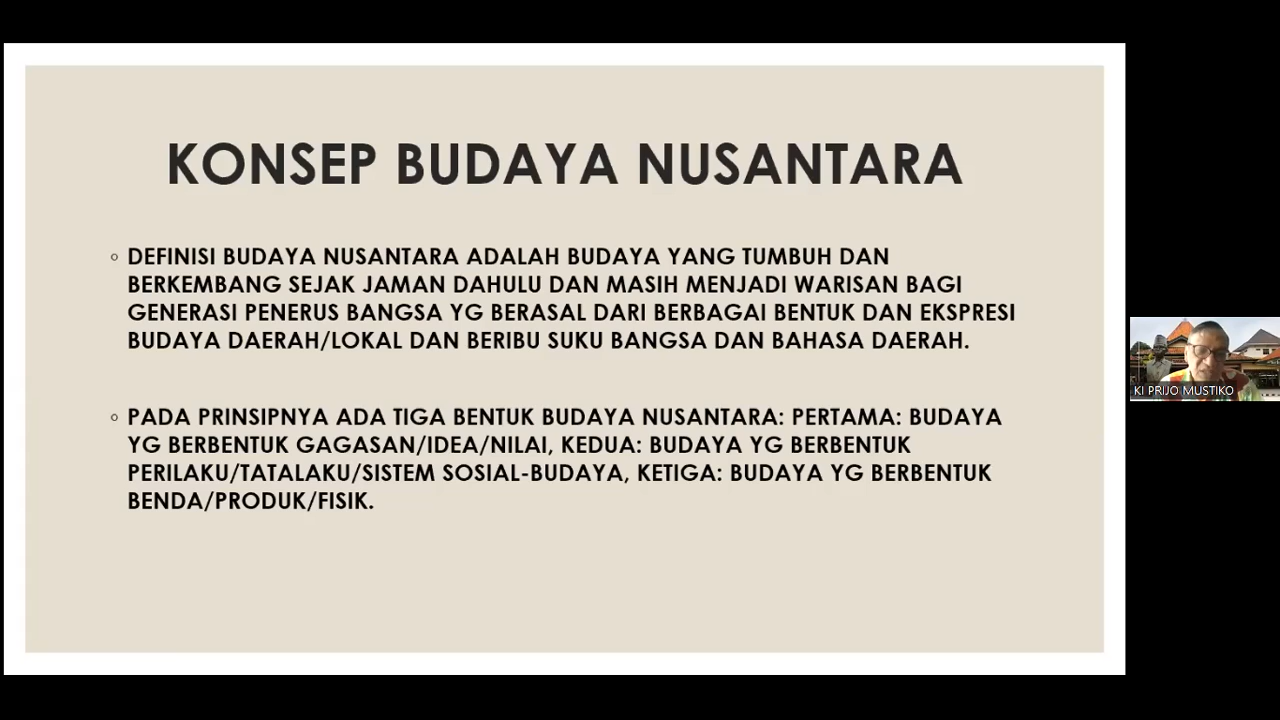 KONSEP BUDAYA NUSANTARA
◦ DEFINISI BUDAYA NUSANTARA ADALAH BUDAYA YANG TUMBUH DAN
BERKEMBANG SEJAK JAMAN DAHULU DAN MASIH MENJADI WARISAN BAGI
GENERASI PENERUS BANGSA YG BERASAL DARI BERBAGAI BENTUK DAN EKSPRESI
BUDAYA DAERAH/LOKAL DAN BERIBU SUKU BANGSA DAN BAHASA DAERAH.
◦ PADA PRINSIPNYA ADA TIGA BENTUK BUDAYA NUSANTARA: PERTAMA: BUDAYA
YG BERBENTUK GAGASAN/IDEA/NILAI, KEDUA: BUDAYA YG BERBENTUK
PERILAKU/TATALAKU/SISTEM SOSIAL-BUDAYA, KETIGA: BUDAYA YG BERBENTUK
BENDA/PRODUK/FISIK.
KI PRIJO MUSTIKO